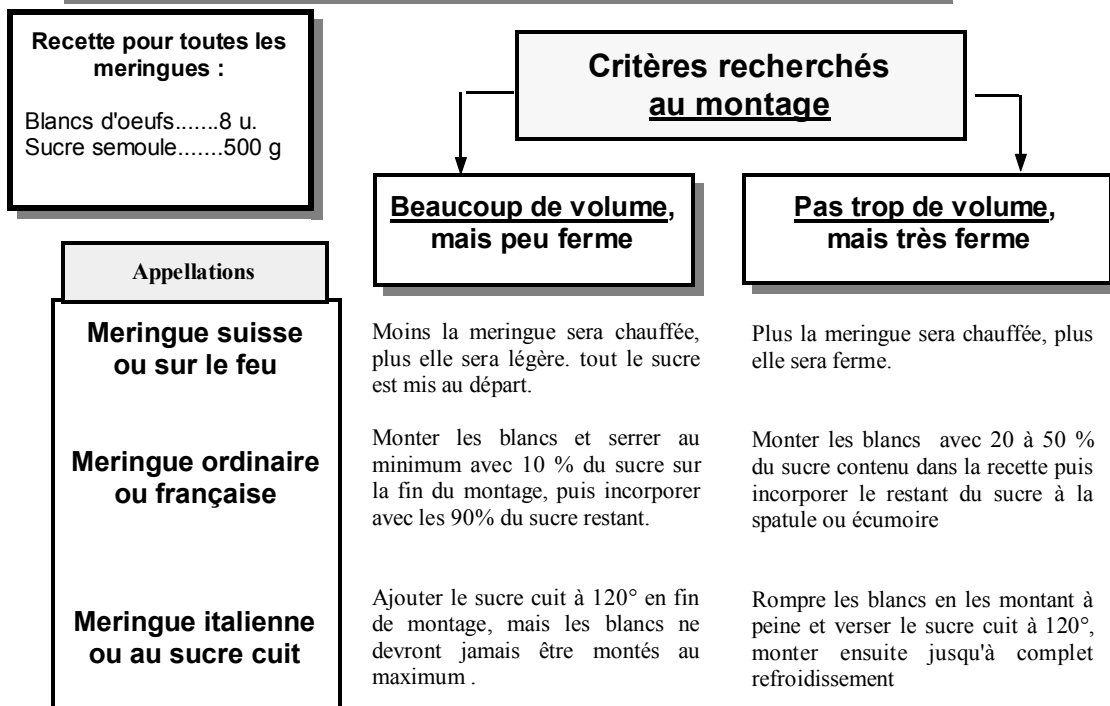 Recette pour toutes les
meringues :
Blancs d'oeufs.......8 u.
Sucre semoule.......500 g
Critères recherchés
au montage
Beaucoup de volume,
mais peu ferme
Pas trop de volume,
mais très ferme
Appellations
Meringue suisse
ou sur le feu
Moins la meringue sera chauffée,
plus elle sera légère. tout le sucre
est mis au départ.
Plus la meringue sera chauffée, plus
elle sera ferme.
Meringue ordinaire
ou française
Monter les blancs et serrer au
minimum avec 10 % du sucre sur
la fin du montage, puis incorporer
avec les 90% du sucre restant.
Monter les blancs avec 20 à 50 %
du sucre contenu dans la recette puis
incorporer le restant du sucre à la
spatule ou écumoire
Meringue italienne
ou au sucre cuit
Ajouter le sucre cuit à 120° en fin
de montage, mais les blancs ne
devront jamais être montés au
maximum .
Rompre les blancs en les montant à
peine et verser le sucre cuit à 120°,
monter ensuite jusqu'à complet
refroidissement